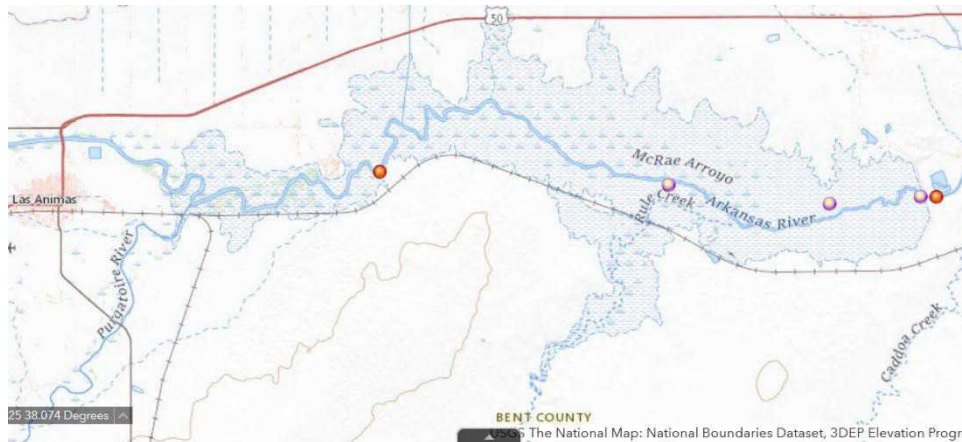 50
McRae Arroyo
Las Animas
Rule Creek
Arkansas River
Purgatoire River
Caddoa Creek
25 38.074 Degrees
BENT COUNTY
USGS The National Map: National Boundaries Dataset, 3DEP Elevation Progr